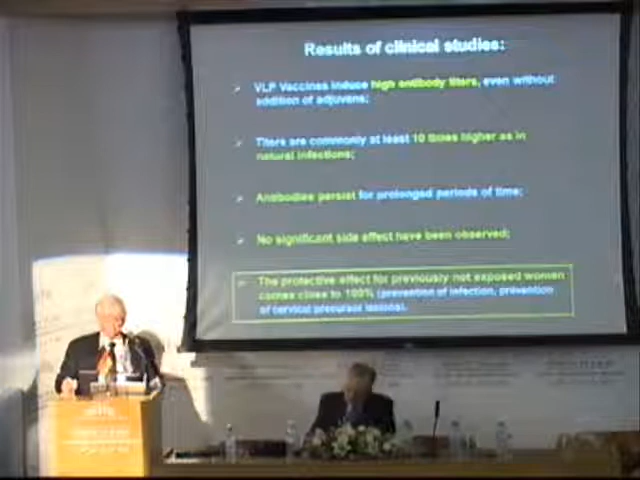 Results of clinical studies:
VLP Vaccines induce high antibody titers, even without
addition of adjuvens;
Titers are commonly at least 10 times higher as in
natural infections;
Antibodies persist for prolonged periods of time;
No significant side effect have been observed;
The protective effect for previously not exposed women
comes close to 100% (prevention of infection, prevention
of cervical precursor lesions).